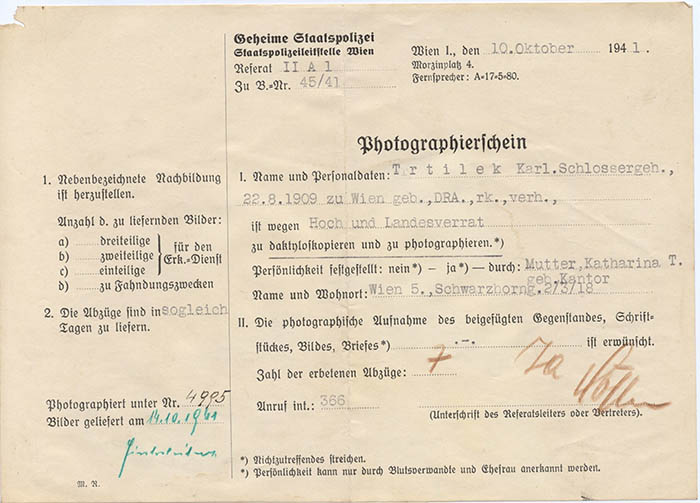 Geheime Staatspolizei
Staatspolizeileitstelle Wien
Referat II A 1
Zu B.-Nr. 45/41
Wien I., den 10.Oktober 1941.
Morzinplatz 4.
Fernsprecher: A-17-5-80.
Photographierschein
1. Nebenbezeichnete Nachbildung
ist herzustellen.
Anzahl d. zu liefernden Bilder:
a) ........ dreiteilige
b) ........ zweiteilige
c) ........ einteilige
für den
Erk.-Dienst
d) ........ zu Fahndungszwecken
2. Die Abzüge sind in sogleich
Tagen zu liefern.
Photographiert unter Nr. 4995
Bilder geliefert am 14.10.1941
M. R.
I. Name und Personaldaten: T r t i l e k Karl.Schlossergeh.,
22.8.1909 zu Wien geb.,DRA.,rk.,verh.,
ist wegen Hoch und Landesverrat
zu daktyloskopieren und zu photographieren.*)
Persönlichkeit festgestellt: nein*) – ja*) – durch: Mutter,Katharina T.
geb.Kantor
Name und Wohnort: Wien 5.,Schwarzhorng.2/3/18
II. Die photographische Aufnahme des beigefügten Gegenstandes, Schrift-
stückes, Bildes, Briefes*) .-. ist erwünscht.
Zahl der erbetenen Abzüge: 7
Ja
Anruf int.: 366
(Unterschrift des Referatsleiters oder Vertreters).
*) Nichtzutreffendes streichen.
*) Persönlichkeit kann nur durch Blutsverwandte und Ehefrau anerkannt werden.